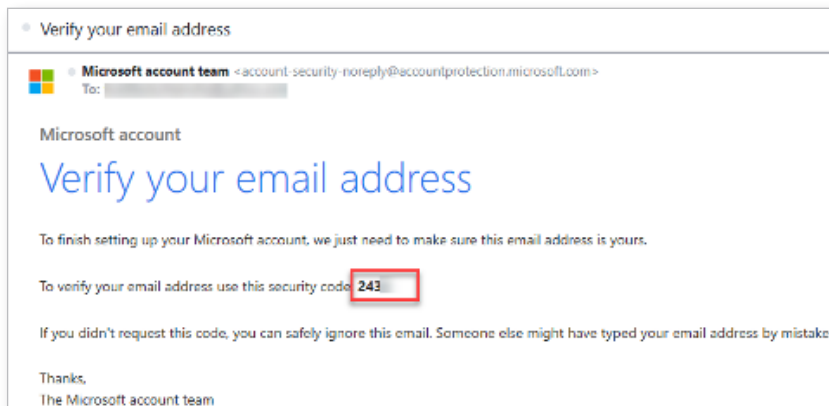 Verify your email address
Microsoft account team <account-security-noreply@accountprotection.microsoft.com>
To:
Microsoft account
Verify your email address
To finish setting up your Microsoft account, we just need to make sure this email address is yours.
To verify your email address use this security code 243
If you didn't request this code, you can safely ignore this email. Someone else might have typed your email address by mistake
Thanks,
The Microsoft account team